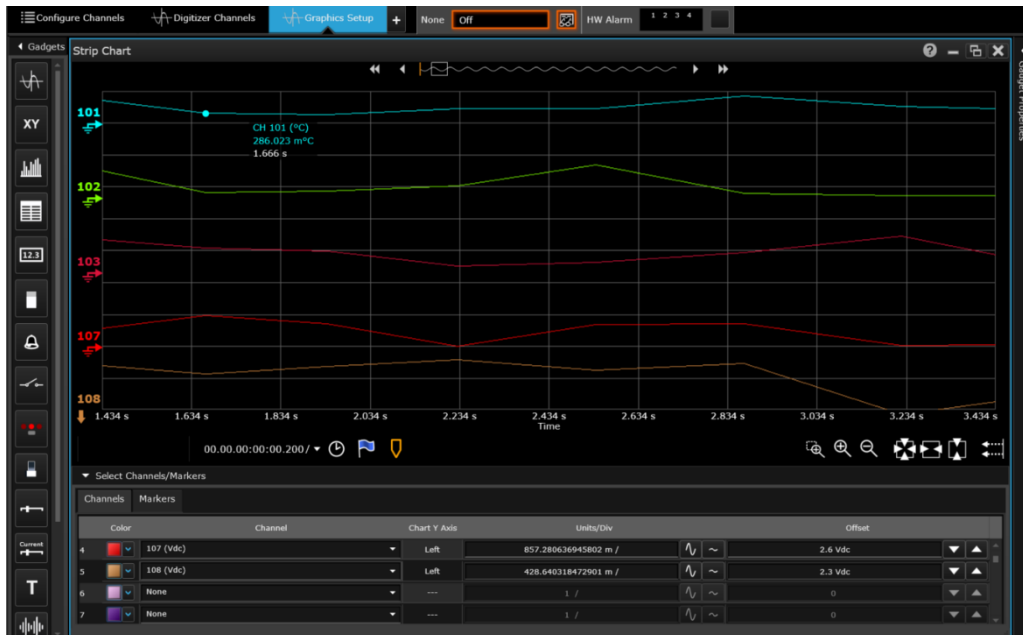 Configure Channels Digitizer Channels Graphics Setup + None Off HW Alarm 1 2 3 4
Gadgets
Strip Chart
Gadget Properties
XY
12.3
Current
T
101
CH 101 (°C)
286.023 m°C
1.666 s
102
103
107
108
1.434 s 1.634 s 1.834 s 2.034 s 2.234 s 2.434 s 2.634 s 2.834 s 3.034 s 3.234 s 3.434 s
Time
00.00.00:00:00.200/
Select Channels/Markers
Channels Markers
Color Channel Chart Y Axis Units/Div Offset
4 107 (Vdc) Left 857.280636945802 m / 2.6 Vdc
5 108 (Vdc) Left 428.640318472901 m / 2.3 Vdc
6 None --- 1 / 0
7 None --- 1 / 0